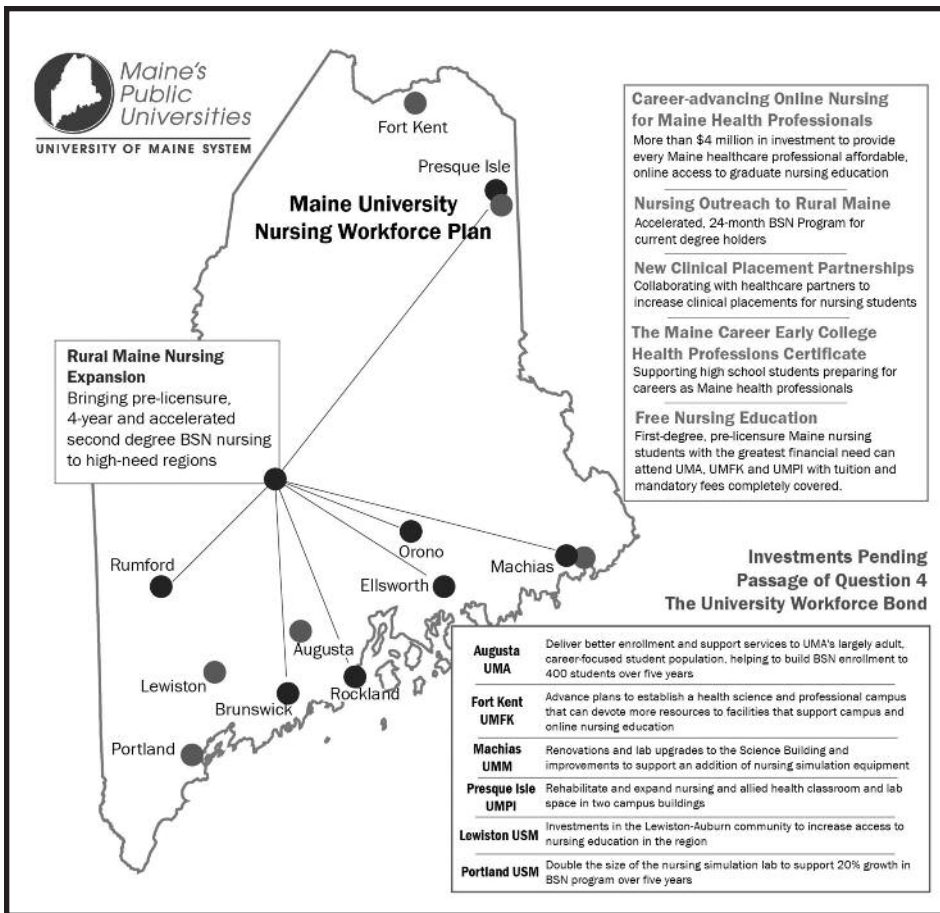 Maine's
Public
Universities
UNIVERSITY OF MAINE SYSTEM
Fort Kent
Presque Isle
Maine University
Nursing Workforce Plan
Career-advancing Online Nursing
for Maine Health Professionals
More than $4 million in investment to provide
every Maine healthcare professional affordable,
online access to graduate nursing education
Nursing Outreach to Rural Maine
Accelerated, 24-month BSN Program for
current degree holders
New Clinical Placement Partnerships
Collaborating with healthcare partners to
increase clinical placements for nursing students
The Maine Career Early College
Health Professions Certificate
Supporting high school students preparing for
careers as Maine health professionals
Free Nursing Education
First-degree, pre-licensure Maine nursing
students with the greatest financial need can
attend UMA, UMFK and UMPI with tuition and
mandatory fees completely covered.
Rural Maine Nursing
Expansion
Bringing pre-licensure,
4-year and accelerated
second degree BSN nursing
to high-need regions
Orono
Rumford
Machias
Ellsworth
Augusta
Lewiston
Rockland
Brunswick
Portland
Investments Pending
Passage of Question 4
The University Workforce Bond
Augusta
UMA
Deliver better enrollment and support services to UMA's largely adult,
career-focused student population, helping to build BSN enrollment to
400 students over five years
Fort Kent
UMFK
Advance plans to establish a health science and professional campus
that can devote more resources to facilities that support campus and
online nursing education
Machias
UMM
Renovations and lab upgrades to the Science Building and
improvements to support an addition of nursing simulation equipment
Presque Isle
UMPI
Rehabilitate and expand nursing and allied health classroom and lab
space in two campus buildings
Lewiston USM
Investments in the Lewiston-Auburn community to increase access to
nursing education in the region
Portland USM
Double the size of the nursing simulation lab to support 20% growth in
BSN program over five years